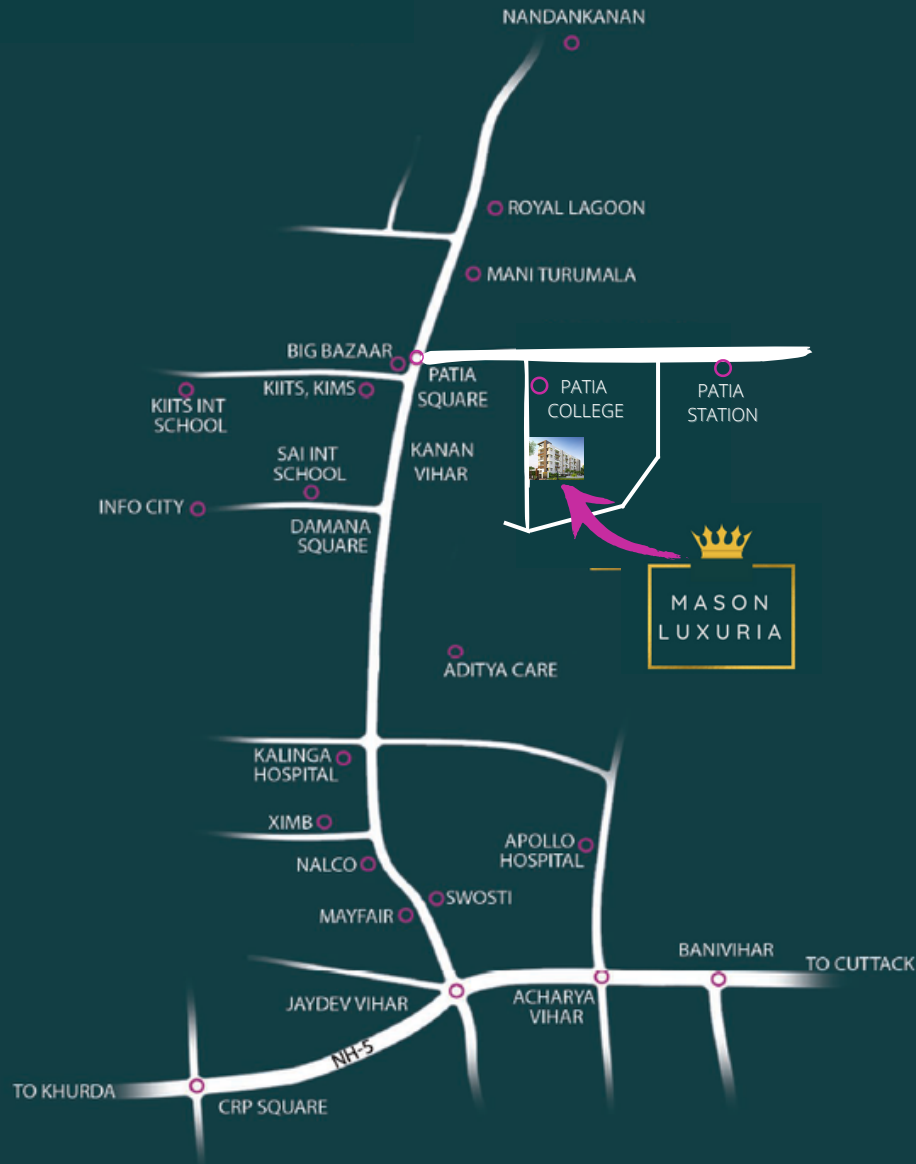 NANDANKANAN
ROYAL LAGOON
MANI TURUMALA
BIG BAZAAR
PATIA
SQUARE
KIITS, KIMS
KIITS INT
SCHOOL
PATIA
COLLEGE
PATIA
STATION
KANAN
VIHAR
SAI INT
SCHOOL
INFO CITY
DAMANA
SQUARE
MASON
LUXURIA
ADITYA CARE
KALINGA
HOSPITAL
XIMB
NALCO
APOLLO
HOSPITAL
SWOSTI
MAYFAIR
BANIVIHAR
TO CUTTACK
JAYDEV VIHAR
ACHARYA
VIHAR
NH-5
TO KHURDA
CRP SQUARE